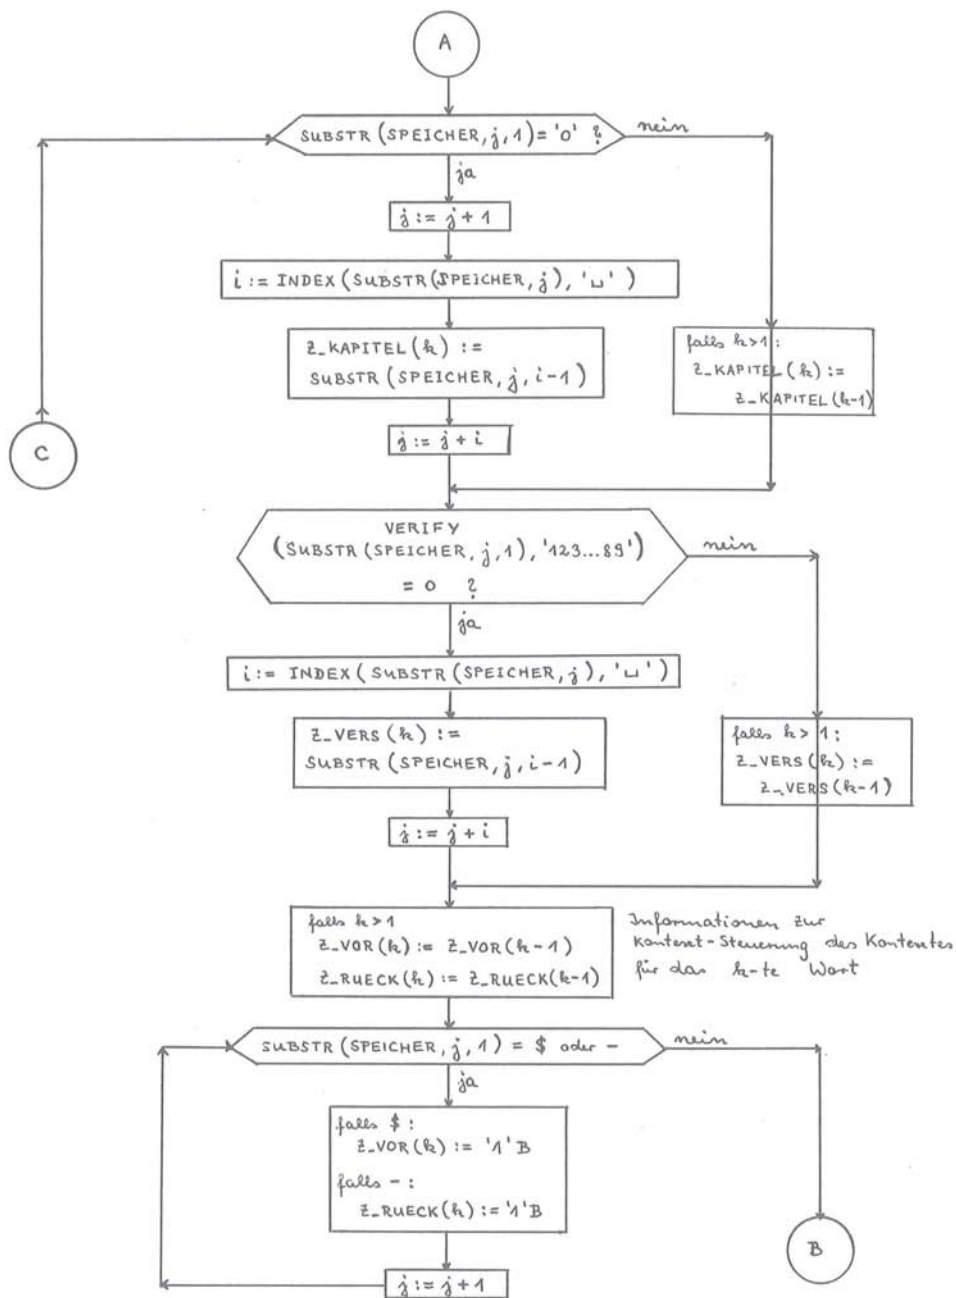 A
SUBSTR (SPEICHER, j, 1) = '0' ?
nein
ja
j := j + 1
i := INDEX (SUBSTR (SPEICHER, j), '␣')
Z_KAPITEL (k) :=
SUBSTR (SPEICHER, j, i-1)
falls k>1:
Z_KAPITEL (k) :=
Z_KAPITEL (k-1)
j := j + i
C
VERIFY
(SUBSTR (SPEICHER, j, 1), '123...89')
= 0 ?
nein
ja
i := INDEX (SUBSTR (SPEICHER, j), '␣')
Z_VERS (k) :=
SUBSTR (SPEICHER, j, i-1)
falls k > 1:
Z_VERS (k) :=
Z_VERS (k-1)
j := j + i
falls k>1
Z_VOR (k) := Z_VOR (k-1)
Z_RUECK (k) := Z_RUECK (k-1)
Informationen zur
Kontext-Steuerung des Kontextes
für das k-te Wort
SUBSTR (SPEICHER, j, 1) = $ oder -
nein
ja
falls $:
Z_VOR (k) := '1' B
falls -:
Z_RUECK (k) := '1' B
B
j := j + 1